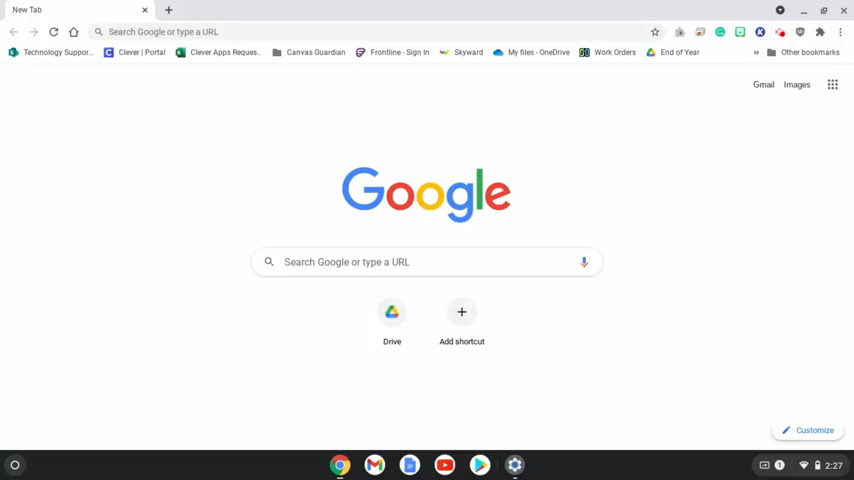 New Tab
Search Google or type a URL
Technology Suppor...
Clever | Portal
Clever Apps Reques...
Canvas Guardian
Frontline - Sign In
Skyward
My files - OneDrive
Work Orders
End of Year
»
Other bookmarks
Gmail
Images
Google
Search Google or type a URL
Drive
Add shortcut
Customize
1
2:27